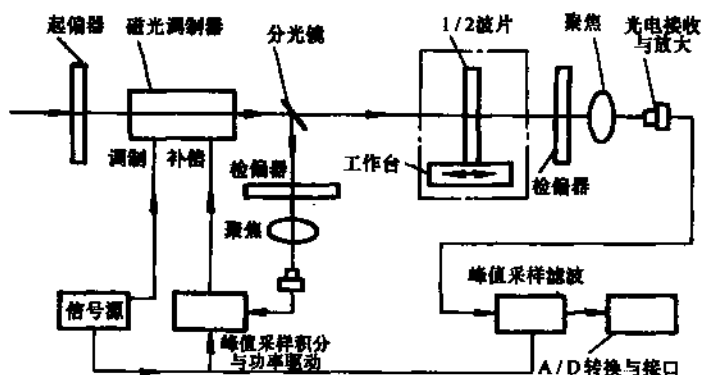 起偏器
磁光调制器
分光镜
1/2波片
聚焦
光电接收
与放大
调制
补偿
检偏器
工作台
检偏器
聚焦
信号源
峰值采样积分
与功率驱动
峰值采样滤波
A/D转换与接口